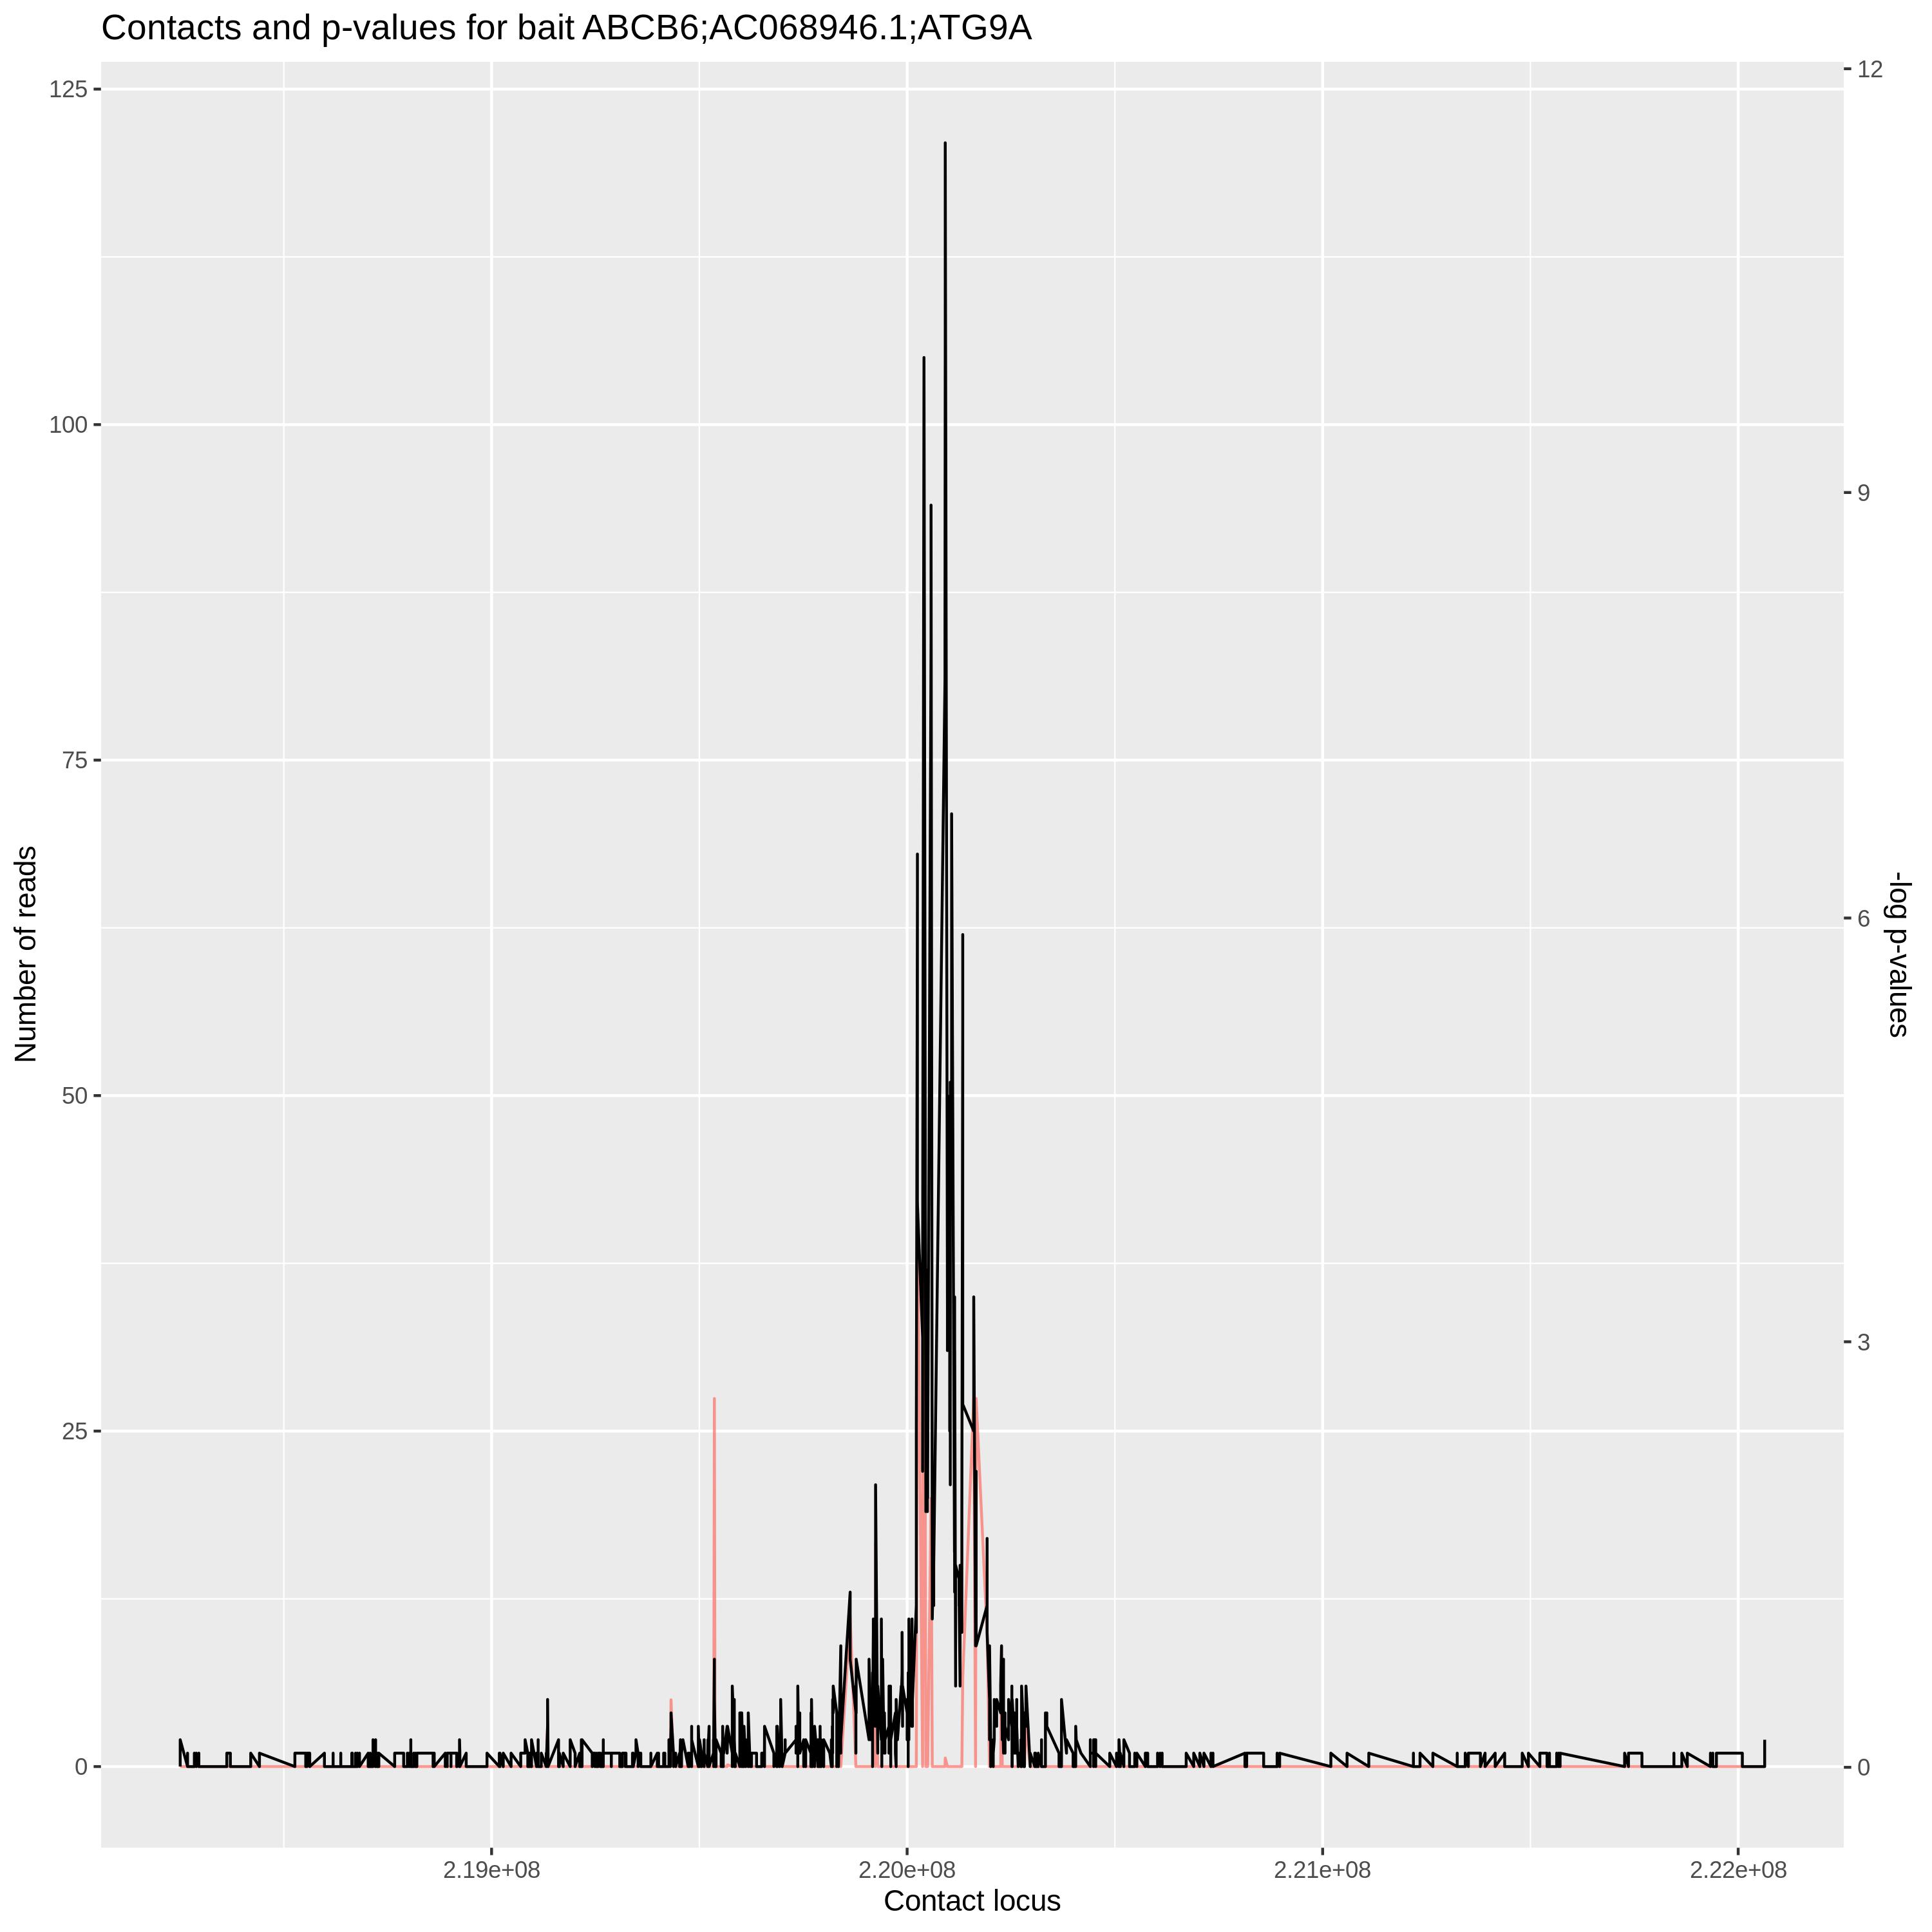 Contacts and p-values for bait ABCB6;AC068946.1;ATG9A
125
100
75
50
25
0
Number of reads
12
9
6
3
0
-log p-values
2.19e+08
2.20e+08
2.21e+08
2.22e+08
Contact locus